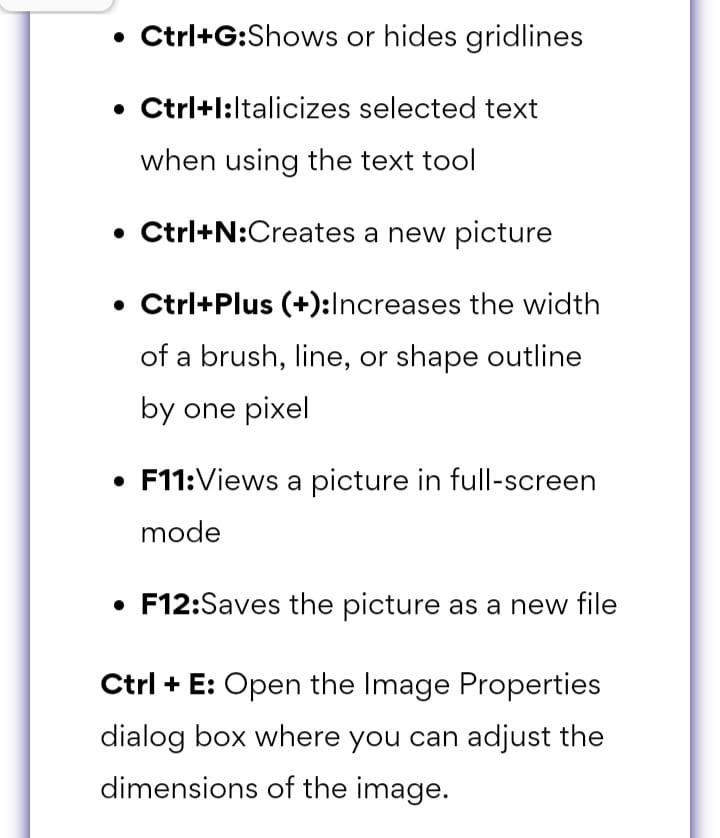 • Ctrl+G:Shows or hides gridlines
• Ctrl+I:Italicizes selected text
when using the text tool
• Ctrl+N:Creates a new picture
• Ctrl+Plus (+):Increases the width
of a brush, line, or shape outline
by one pixel
• F11:Views a picture in full-screen
mode
• F12:Saves the picture as a new file
Ctrl + E: Open the Image Properties
dialog box where you can adjust the
dimensions of the image.